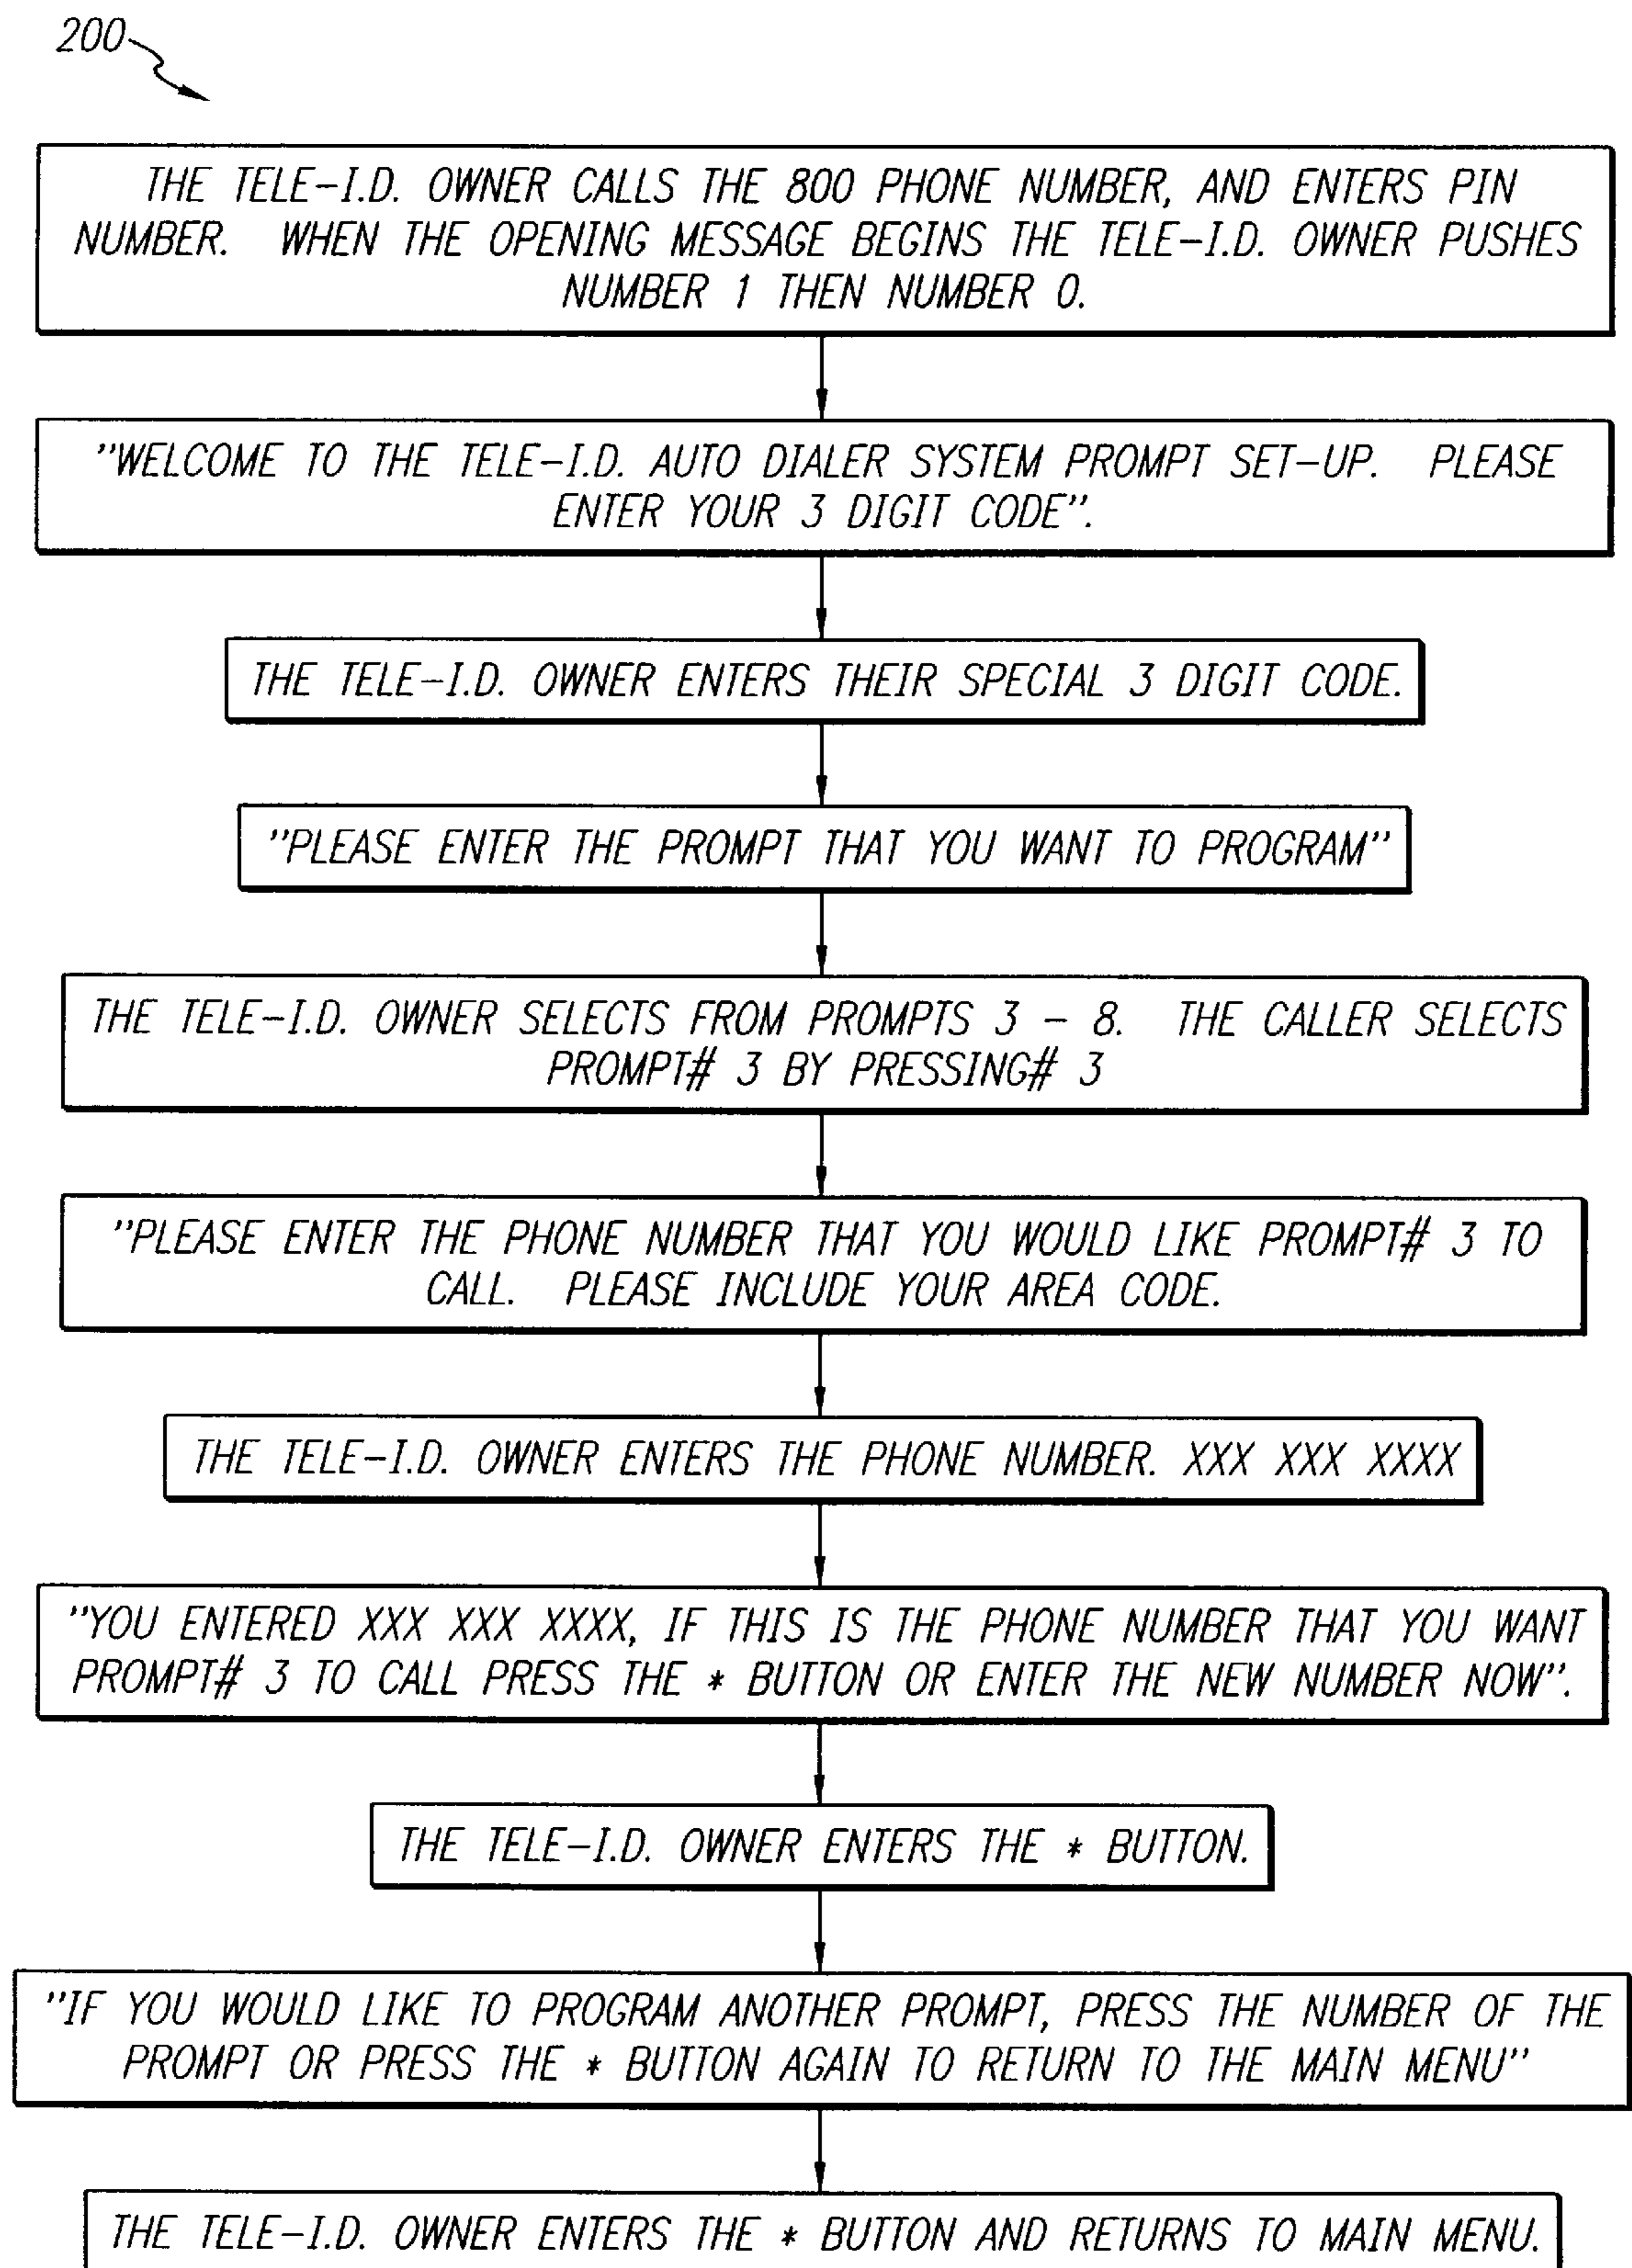 200
THE TELE-I.D. OWNER CALLS THE 800 PHONE NUMBER, AND ENTERS PIN
NUMBER. WHEN THE OPENING MESSAGE BEGINS THE TELE-I.D. OWNER PUSHES
NUMBER 1 THEN NUMBER 0.
"WELCOME TO THE TELE-I.D. AUTO DIALER SYSTEM PROMPT SET-UP. PLEASE
ENTER YOUR 3 DIGIT CODE".
THE TELE-I.D. OWNER ENTERS THEIR SPECIAL 3 DIGIT CODE.
"PLEASE ENTER THE PROMPT THAT YOU WANT TO PROGRAM"
THE TELE-I.D. OWNER SELECTS FROM PROMPTS 3 - 8. THE CALLER SELECTS
PROMPT# 3 BY PRESSING# 3
"PLEASE ENTER THE PHONE NUMBER THAT YOU WOULD LIKE PROMPT# 3 TO
CALL. PLEASE INCLUDE YOUR AREA CODE.
THE TELE-I.D. OWNER ENTERS THE PHONE NUMBER. XXX XXX XXXX
"YOU ENTERED XXX XXX XXXX, IF THIS IS THE PHONE NUMBER THAT YOU WANT
PROMPT# 3 TO CALL PRESS THE * BUTTON OR ENTER THE NEW NUMBER NOW".
THE TELE-I.D. OWNER ENTERS THE * BUTTON.
"IF YOU WOULD LIKE TO PROGRAM ANOTHER PROMPT, PRESS THE NUMBER OF THE
PROMPT OR PRESS THE * BUTTON AGAIN TO RETURN TO THE MAIN MENU"
THE TELE-I.D. OWNER ENTERS THE * BUTTON AND RETURNS TO MAIN MENU.